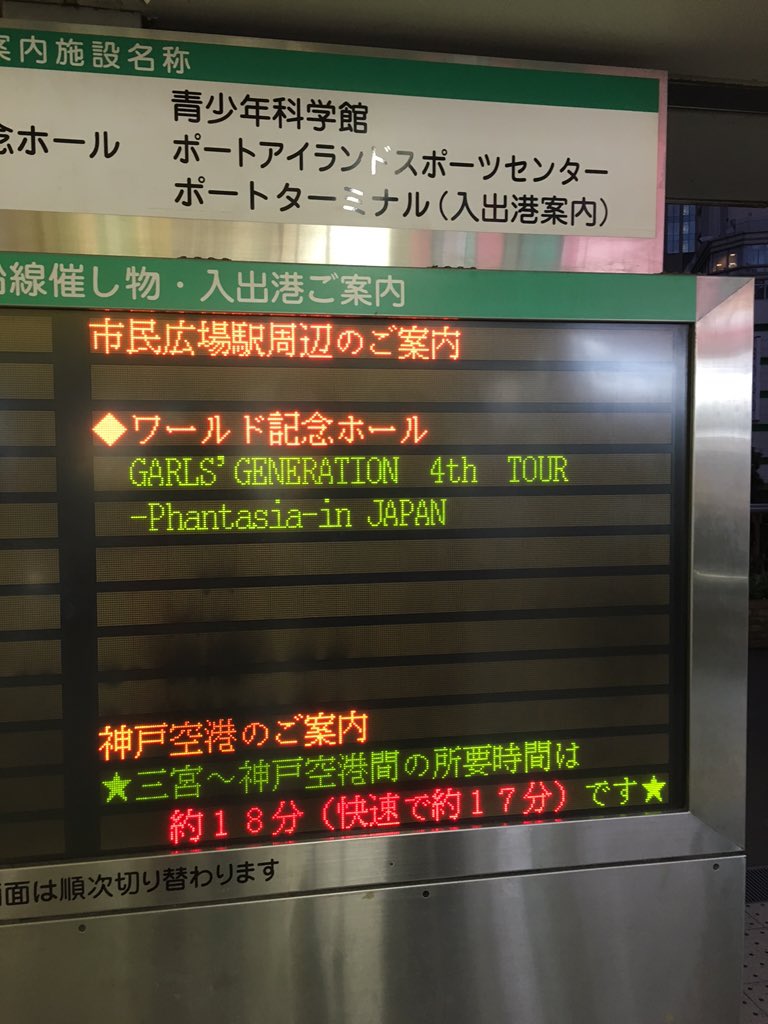 案内施設名称
青少年科学館
念ホール
ポートアイランドスポーツセンター
ポートターミナル(入出港案内)
沿線催し物・入出港ご案内
市民広場駅周辺のご案内
◆ワールド記念ホール
GARLS'GENERATION 4th TOUR
-Phantasia-in JAPAN
神戸空港のご案内
★三宮~神戸空港間の所要時間は
約18分(快速で約17分)です★
画面は順次切り替わります